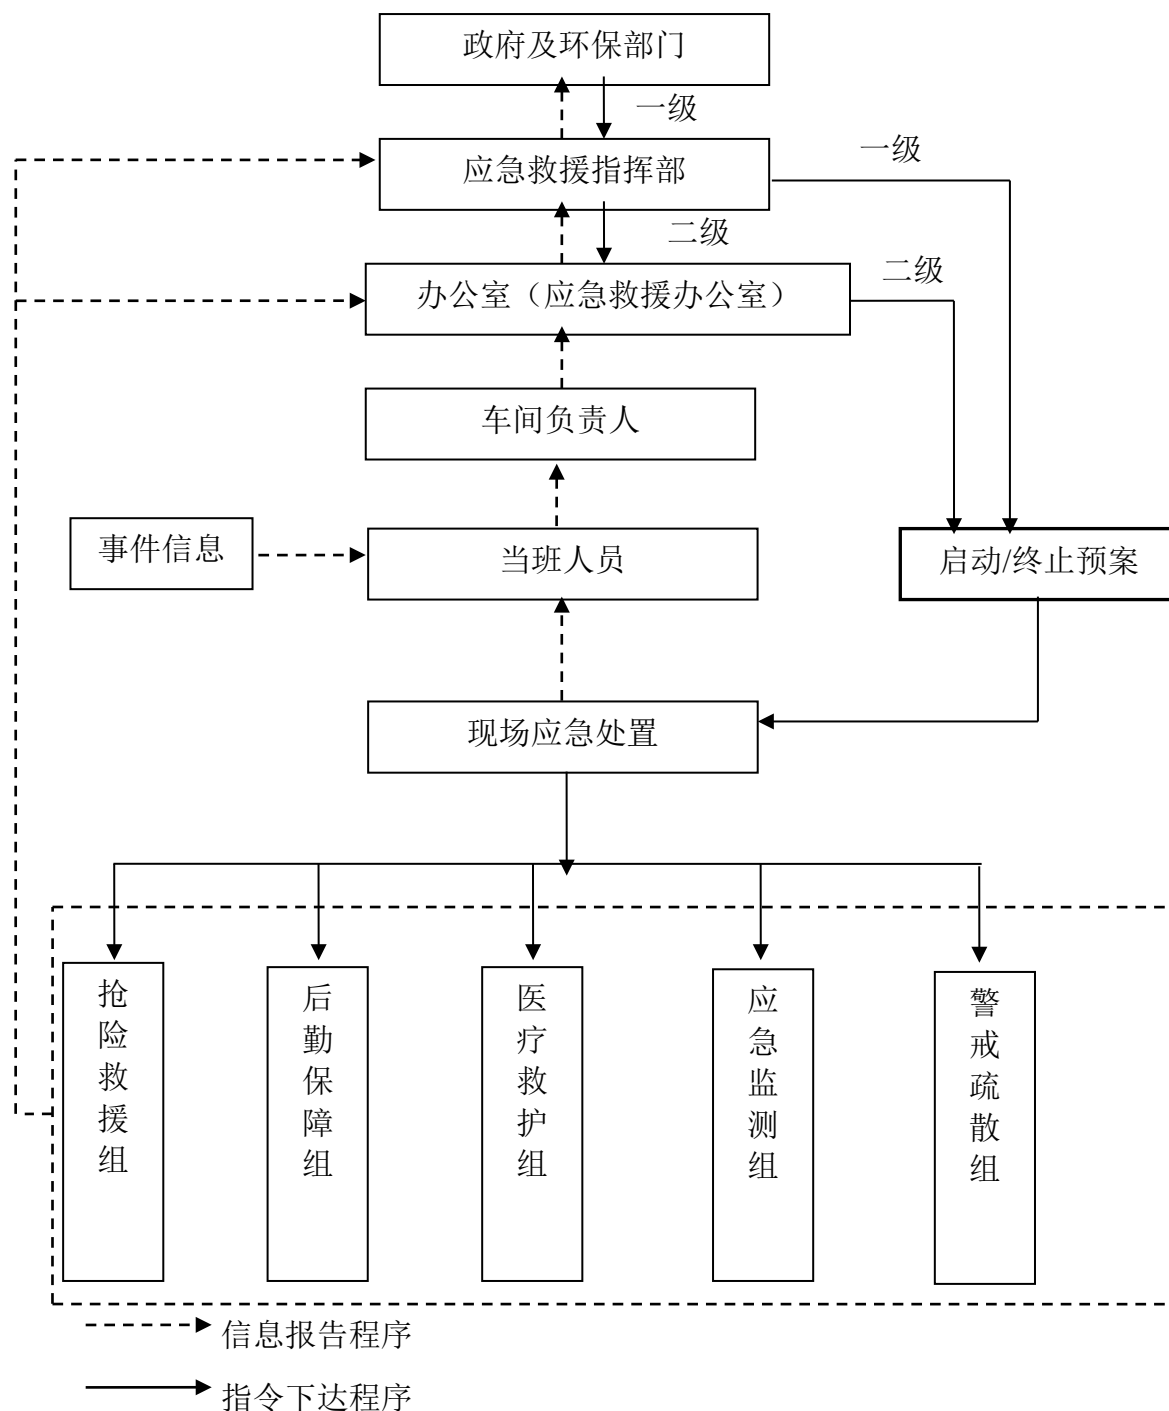 政府及环保部门
一级
应急救援指挥部
一级
二级
办公室（应急救援办公室）
二级
车间负责人
事件信息
当班人员
启动/终止预案
现场应急处置
抢险救援组
后勤保障组
医疗救护组
应急监测组
警戒疏散组
信息报告程序
指令下达程序